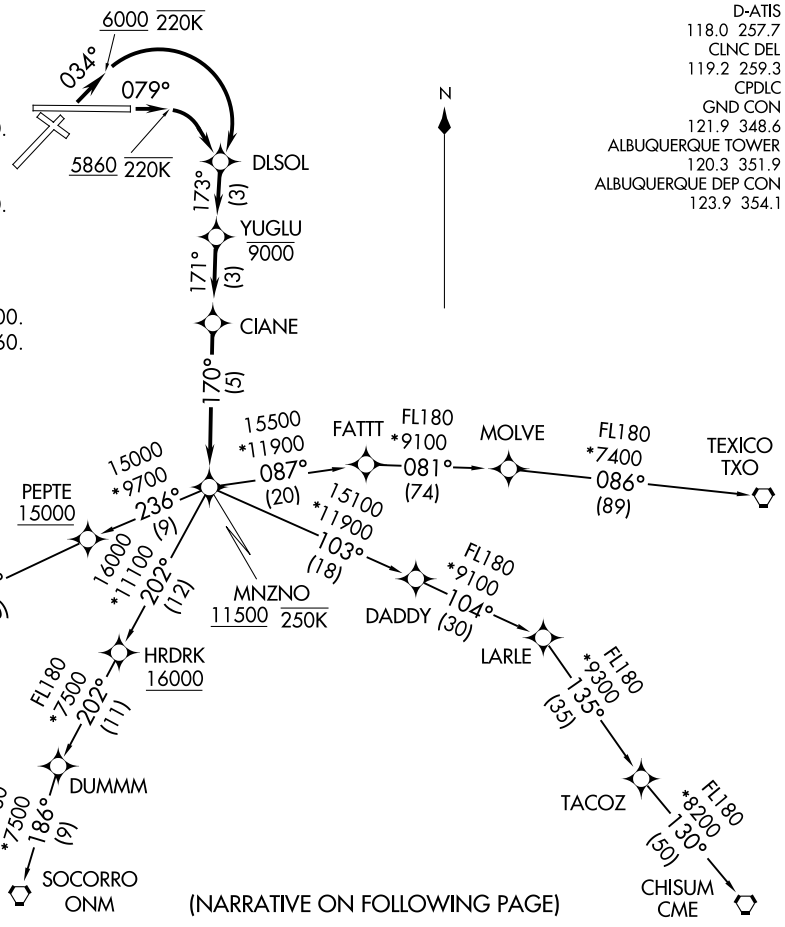 6000 220K
034°
079°
5860 220K
DLSOL
173°
(3)
YUGLU
9000
171°
(3)
CIANE
170°
(5)
N
D-ATIS
118.0 257.7
CLNC DEL
119.2 259.3
CPDLC
GND CON
121.9 348.6
ALBUQUERQUE TOWER
120.3 351.9
ALBUQUERQUE DEP CON
123.9 354.1
15500
*11900
087°
(20)
FATTT
FL180
*9100
081°
(74)
MOLVE
FL180
*7400
086°
(89)
TEXICO
TXO
15000
*9700
236°
(9)
PEPTE
15000
16000
*11100
202°
(12)
MNZNO
11500 250K
15100
*11900
103°
(18)
DADDY
FL180
*9100
104°
(30)
LARLE
FL180
*9300
135°
(35)
TACOZ
FL180
*8200
130°
(50)
CHISUM
CME
HRDRK
16000
FL180
*7500
202°
(11)
DUMMM
*7500
186°
(9)
SOCORRO
ONM
(NARRATIVE ON FOLLOWING PAGE)